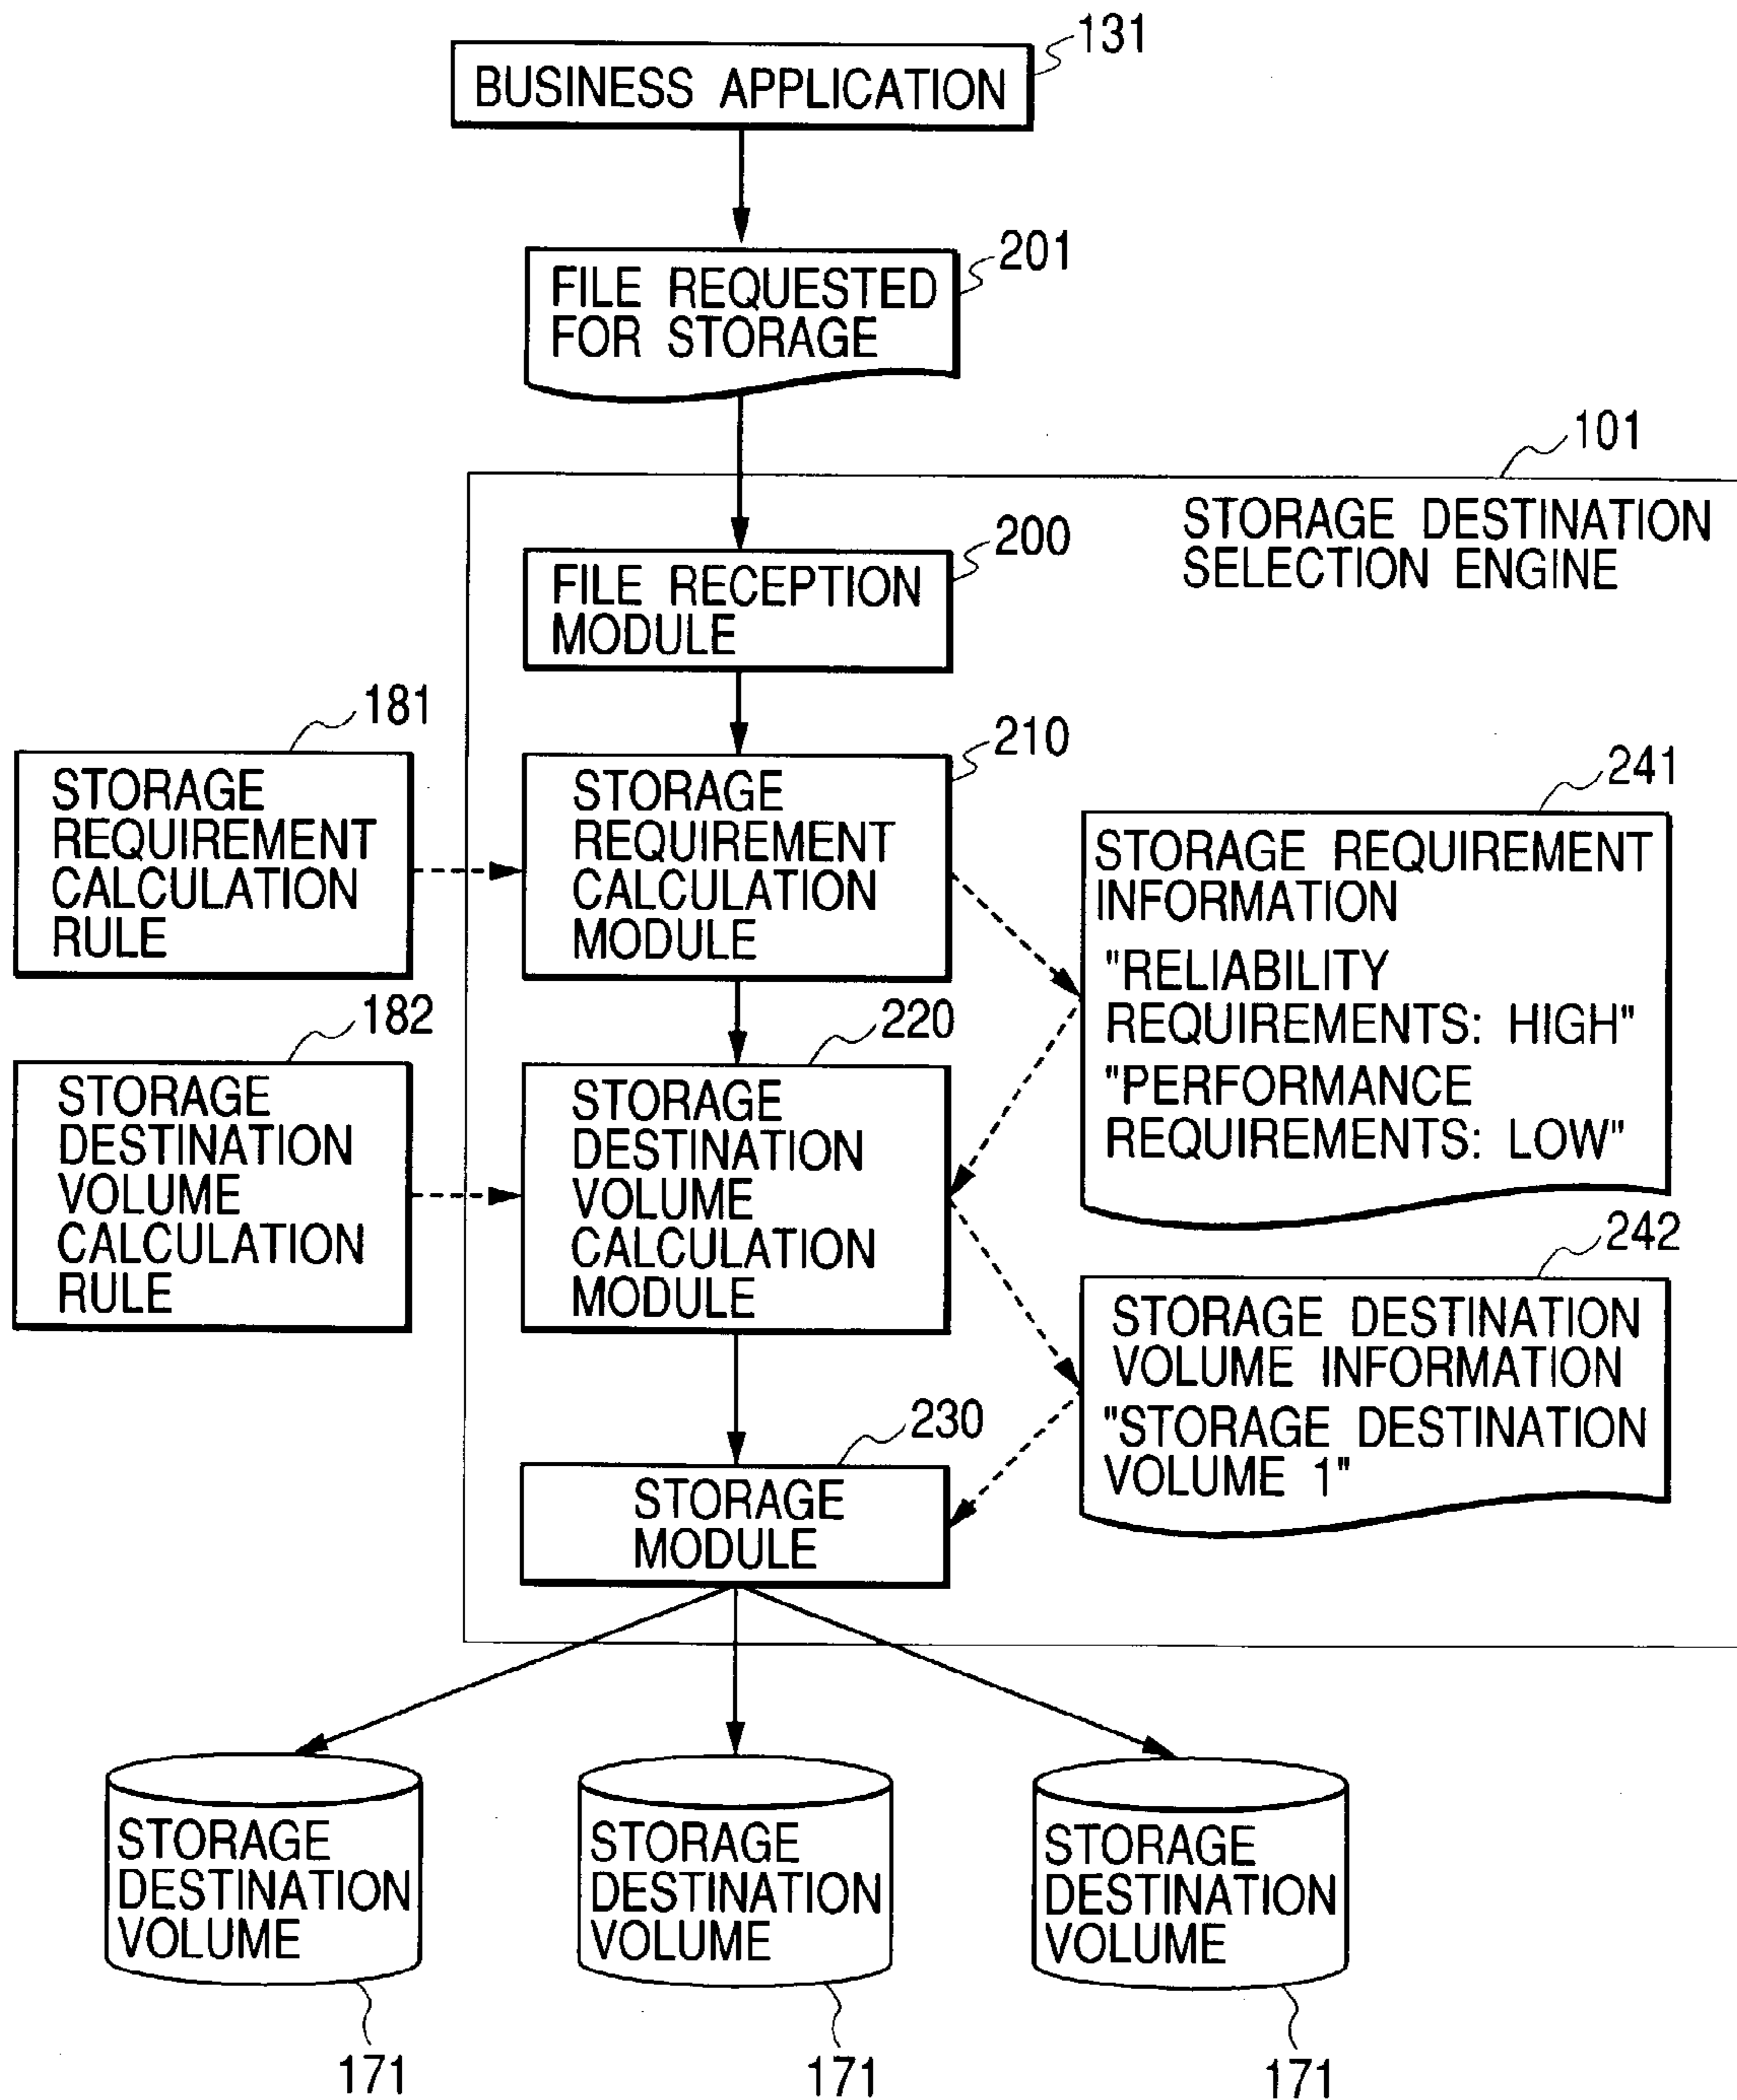 131
BUSINESS APPLICATION
201
FILE REQUESTED
FOR STORAGE
101
STORAGE DESTINATION
SELECTION ENGINE
200
FILE RECEPTION
MODULE
181
STORAGE
REQUIREMENT
CALCULATION
RULE
210
STORAGE
REQUIREMENT
CALCULATION
MODULE
241
STORAGE REQUIREMENT
INFORMATION
"RELIABILITY
REQUIREMENTS: HIGH"
"PERFORMANCE
REQUIREMENTS: LOW"
182
STORAGE
DESTINATION
VOLUME
CALCULATION
RULE
220
STORAGE
DESTINATION
VOLUME
CALCULATION
MODULE
242
STORAGE DESTINATION
VOLUME INFORMATION
"STORAGE DESTINATION
VOLUME 1"
230
STORAGE
MODULE
STORAGE
DESTINATION
VOLUME
171
STORAGE
DESTINATION
VOLUME
171
STORAGE
DESTINATION
VOLUME
171